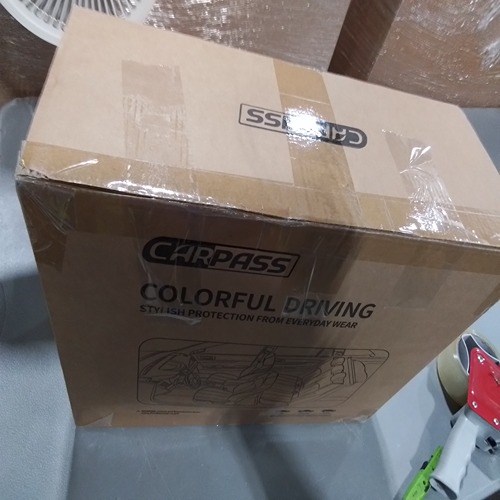 CARPASS
CARPASS
COLORFUL DRIVING
STYLISH PROTECTION FROM EVERYDAY WEAR